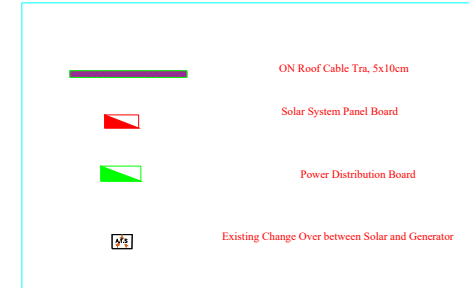 ON Roof Cable Tra, 5x10cm
Solar System Panel Board
Power Distribution Board
A.T.S
Existing Change Over between Solar and Generator